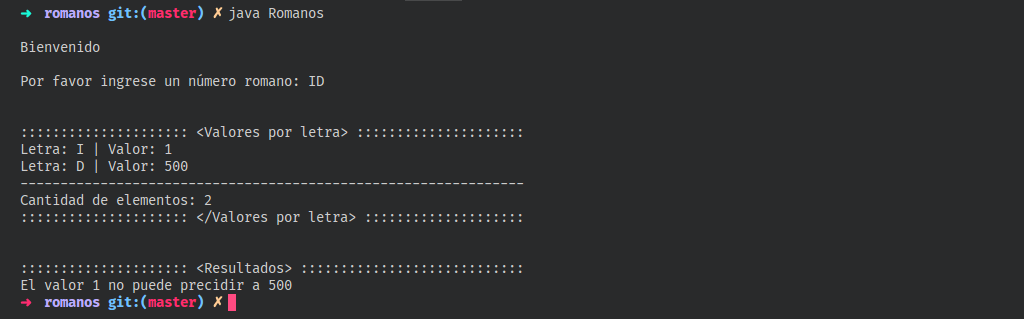 ➜ romanos git:(master) ✗ java Romanos
Bienvenido
Por favor ingrese un número romano: ID
::::::::::::::::::::: <Valores por letra> :::::::::::::::::::::
Letra: I | Valor: 1
Letra: D | Valor: 500
---------------------------------------------------------------
Cantidad de elementos: 2
::::::::::::::::::::: </Valores por letra> ::::::::::::::::::::
::::::::::::::::::::: <Resultados> ::::::::::::::::::::::::::::
El valor 1 no puede precidir a 500
➜ romanos git:(master) ✗